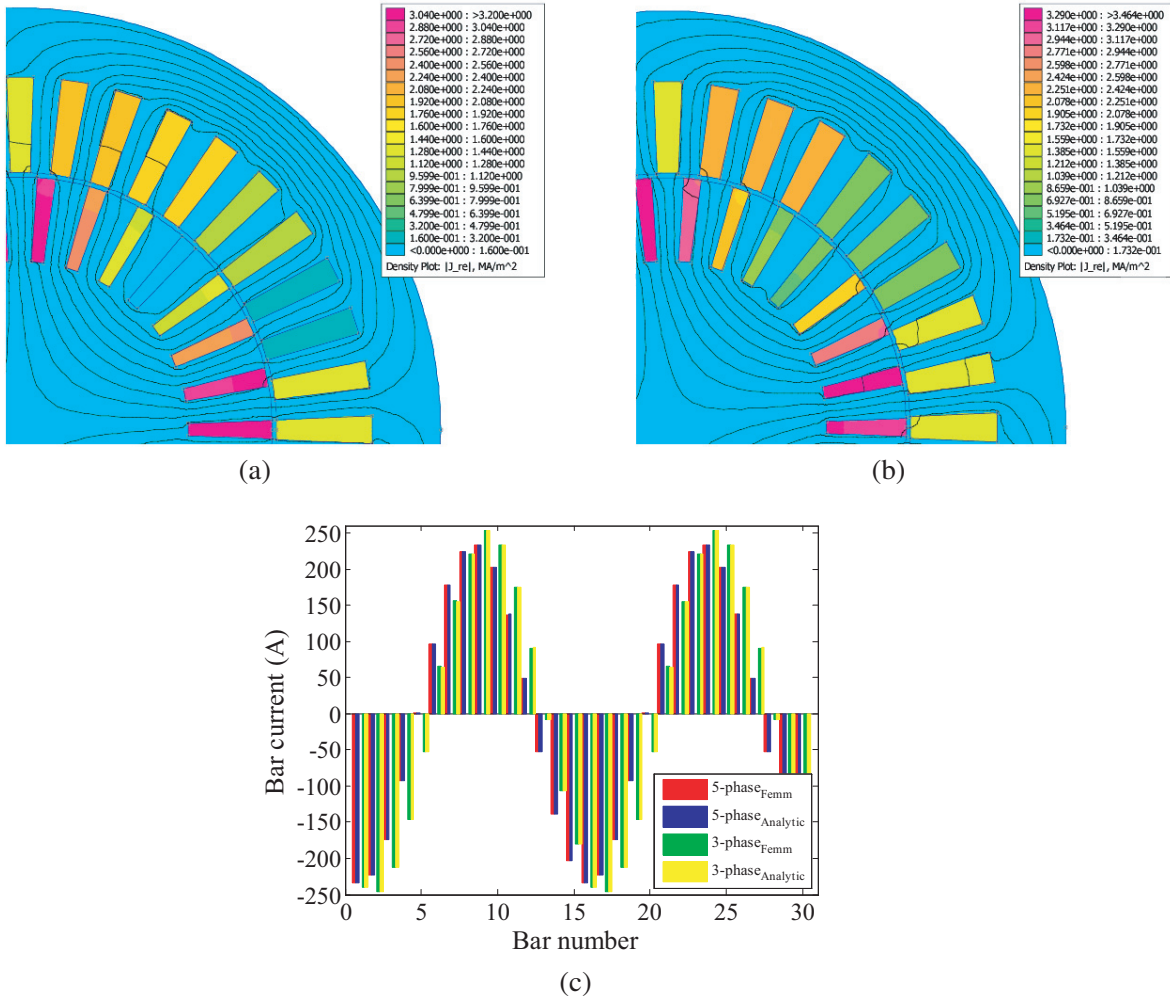 3.040e+000 : >3.200e+000
2.880e+000 : 3.040e+000
2.720e+000 : 2.880e+000
2.560e+000 : 2.720e+000
2.400e+000 : 2.560e+000
2.240e+000 : 2.400e+000
2.080e+000 : 2.240e+000
1.920e+000 : 2.080e+000
1.760e+000 : 1.920e+000
1.600e+000 : 1.760e+000
1.440e+000 : 1.600e+000
1.280e+000 : 1.440e+000
1.120e+000 : 1.280e+000
9.599e-001 : 1.120e+000
7.999e-001 : 9.599e-001
6.399e-001 : 7.999e-001
4.799e-001 : 6.399e-001
3.200e-001 : 4.799e-001
1.600e-001 : 3.200e-001
<0.000e+000 : 1.600e-001
Density Plot: |J_re|, MA/m^2
(a)
3.290e+000 : >3.464e+000
3.117e+000 : 3.290e+000
2.944e+000 : 3.117e+000
2.771e+000 : 2.944e+000
2.598e+000 : 2.771e+000
2.424e+000 : 2.598e+000
2.251e+000 : 2.424e+000
2.078e+000 : 2.251e+000
1.905e+000 : 2.078e+000
1.732e+000 : 1.905e+000
1.559e+000 : 1.732e+000
1.385e+000 : 1.559e+000
1.212e+000 : 1.385e+000
1.039e+000 : 1.212e+000
8.659e-001 : 1.039e+000
6.927e-001 : 8.659e-001
5.195e-001 : 6.927e-001
3.464e-001 : 5.195e-001
1.732e-001 : 3.464e-001
<0.000e+000 : 1.732e-001
Density Plot: |J_re|, MA/m^2
(b)
Bar current (A)
250
200
150
100
50
0
-50
-100
-150
-200
-250
5-phase_Femm
5-phase_Analytic
3-phase_Femm
3-phase_Analytic
0 5 10 15 20 25 30
Bar number
(c)